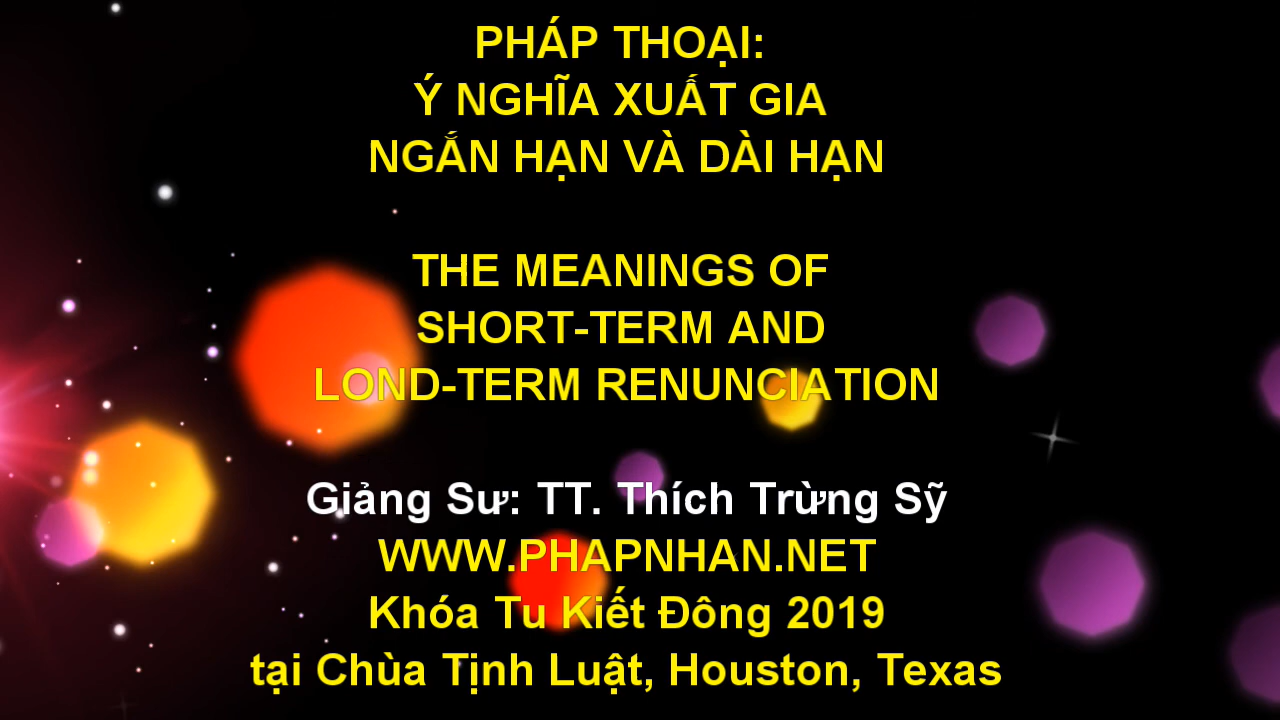 PHÁP THOẠI:
Ý NGHĨA XUẤT GIA
NGẮN HẠN VÀ DÀI HẠN
THE MEANINGS OF
SHORT-TERM AND
LOND-TERM RENUNCIATION
Giảng Sư: TT. Thích Trừng Sỹ
WWW.PHAPNHAN.NET
Khóa Tu Kiết Đông 2019
tại Chùa Tịnh Luật, Houston, Texas